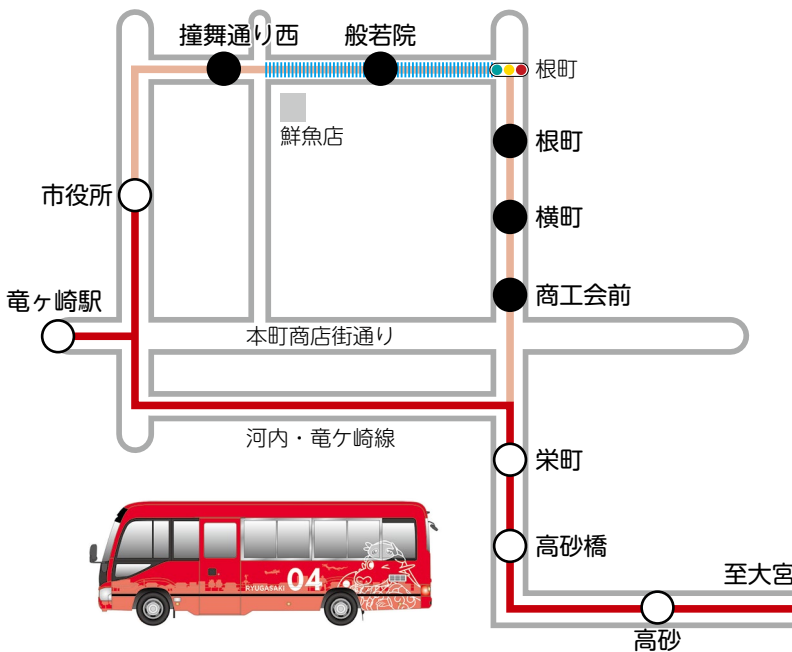 撞舞通り西
般若院
根町
鮮魚店
根町
市役所
横町
商工会前
竜ヶ崎駅
本町商店街通り
河内・竜ケ崎線
栄町
高砂橋
RYUGASAKI 04
至大宮
高砂